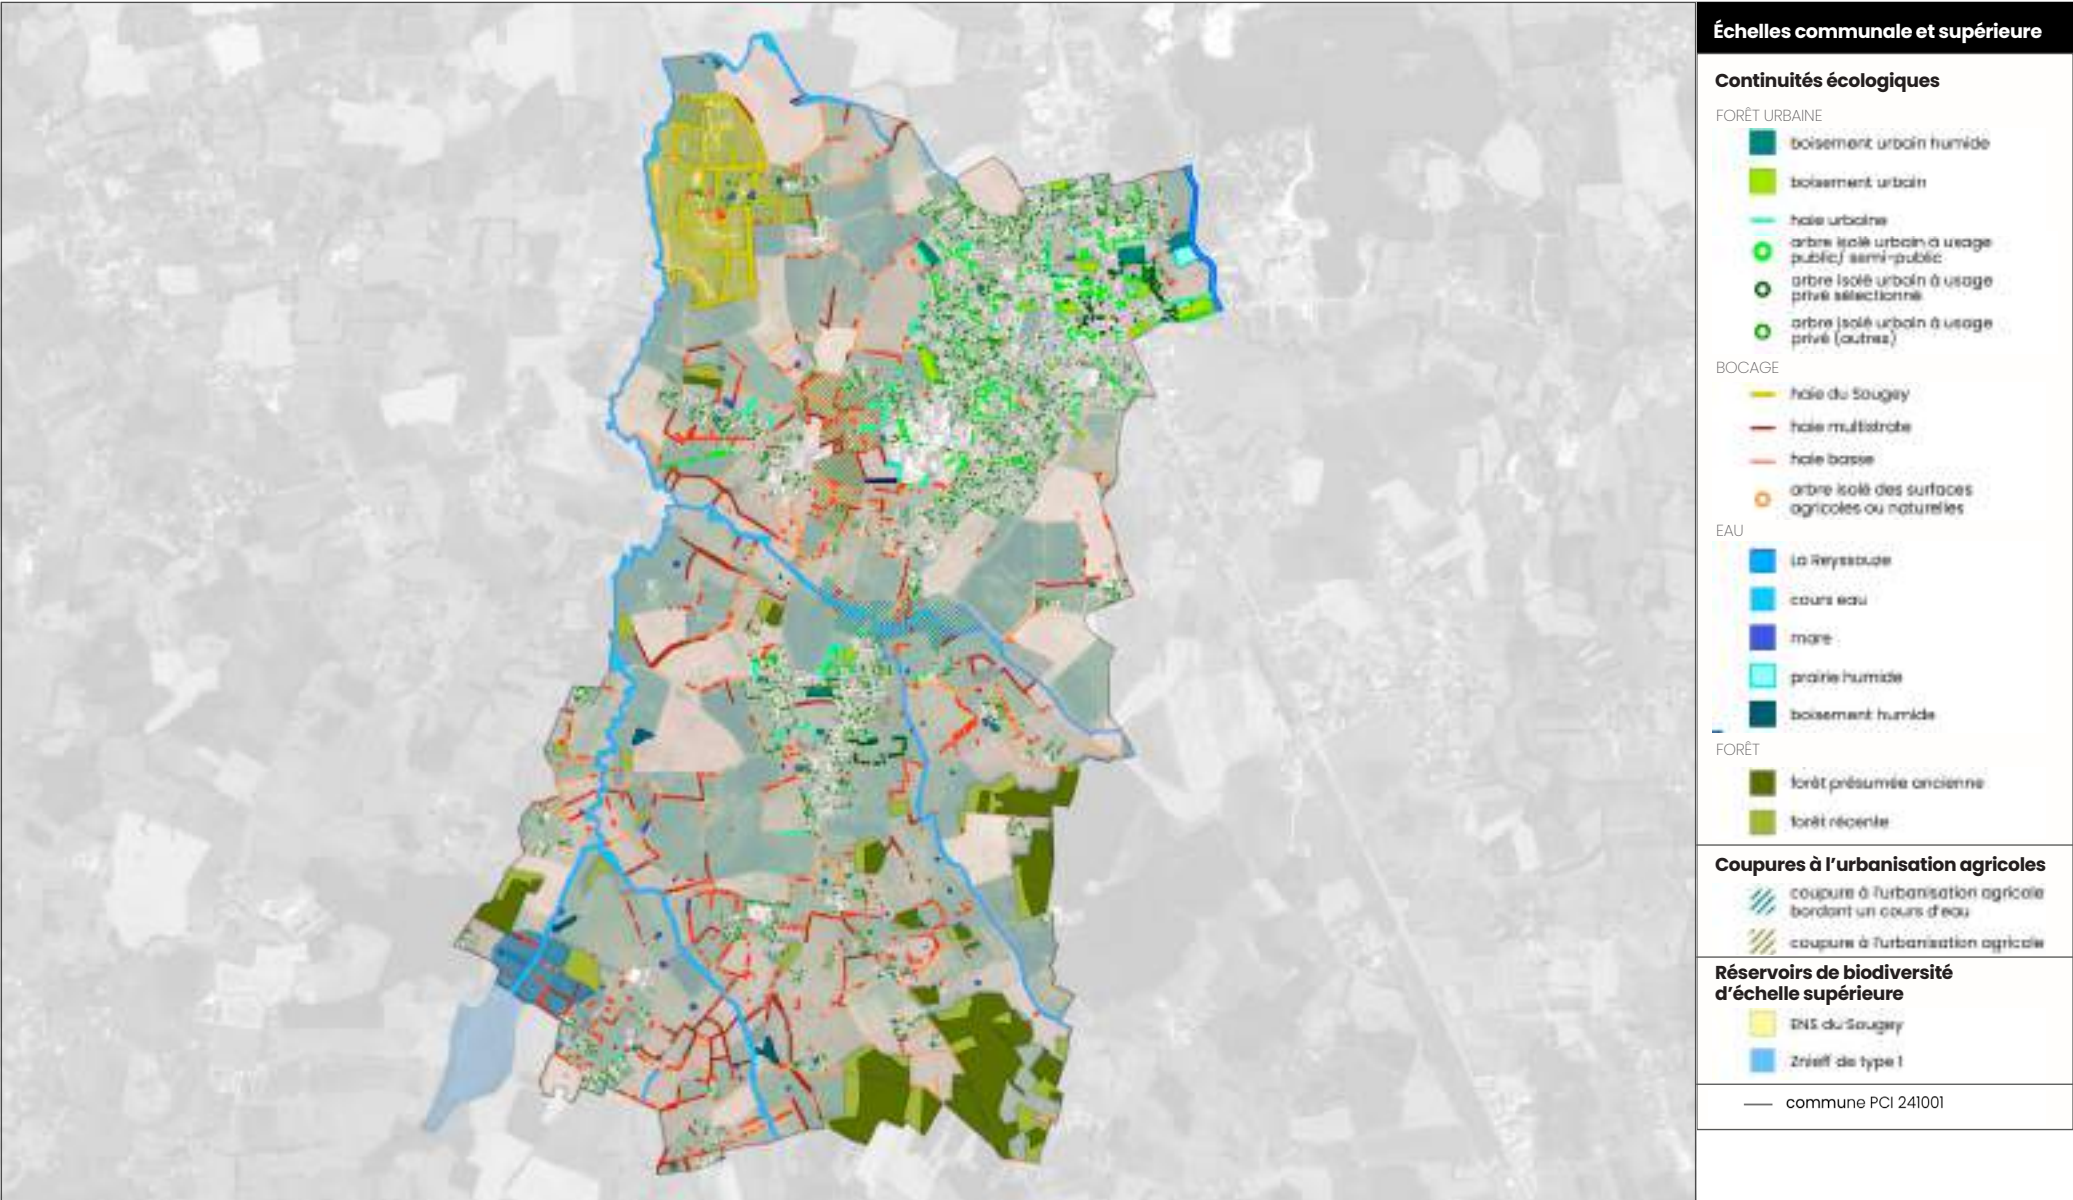 Échelles communale et supérieure
Continuités écologiques
FORÊT URBAINE
boisement urbain humide
boisement urbain
haie urbaine
arbre isolé urbain à usage
public/ semi-public
arbre isolé urbain à usage
privé sélectionné
arbre isolé urbain à usage
privé (autres)
BOCAGE
haie du Sougey
haie multistrate
haie basse
arbre isolé des surfaces
agricoles ou naturelles
EAU
La Reyssouze
cours eau
mare
prairie humide
boisement humide
FORÊT
forêt présumée ancienne
forêt récente
Coupures à l'urbanisation agricoles
coupure à l'urbanisation agricole
bordant un cours d'eau
coupure à l'urbanisation agricole
Réservoirs de biodiversité
d'échelle supérieure
ENS du Sougey
Znieff de type 1
commune PCI 241001